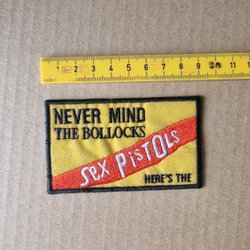 1 2 3 4 5 6 7 8 9 10 11
NEVER MIND
THE BOLLOCKS
SEX PiSTOLS
HERE'S THE